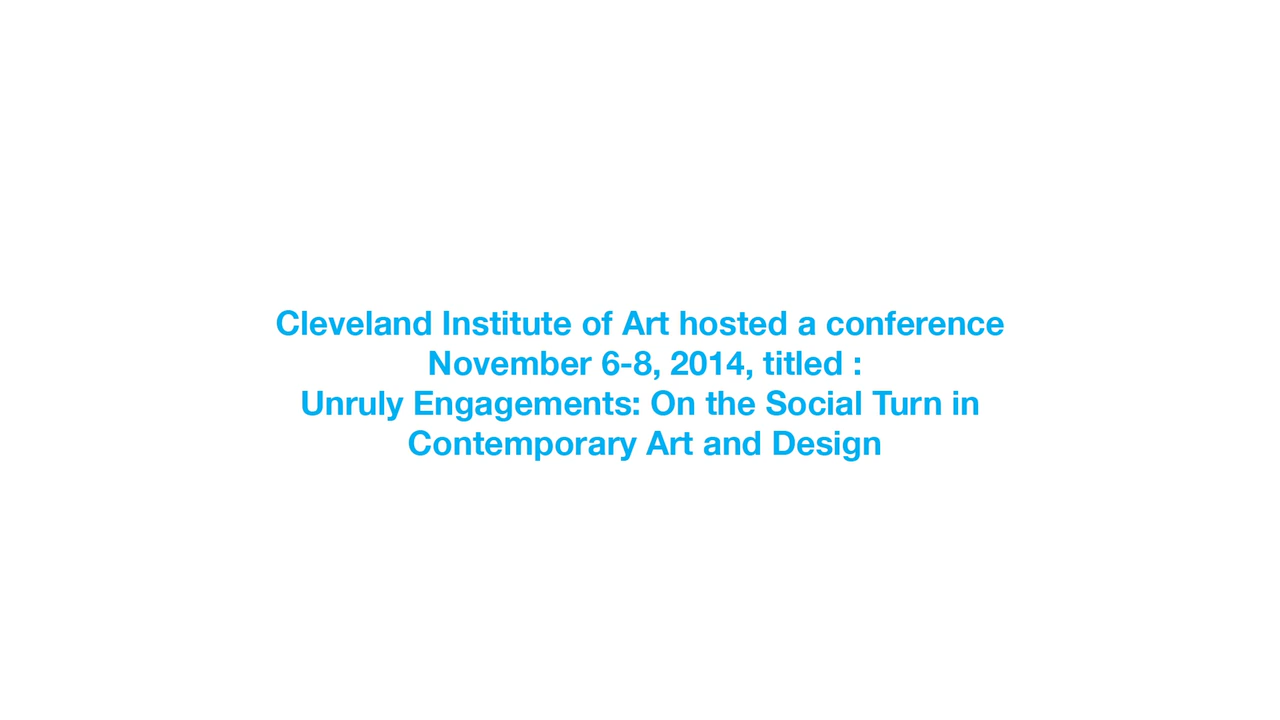 Cleveland Institute of Art hosted a conference
November 6-8, 2014, titled :
Unruly Engagements: On the Social Turn in
Contemporary Art and Design